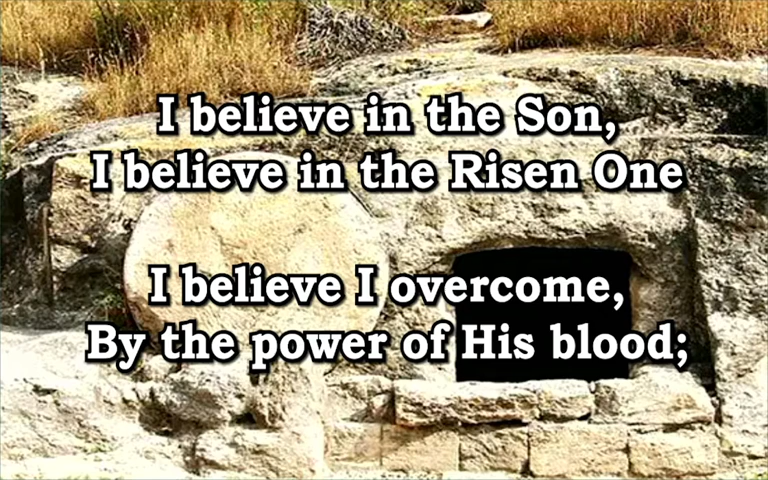 I believe in the Son,
I believe in the Risen One
I believe I overcome,
By the power of His blood;